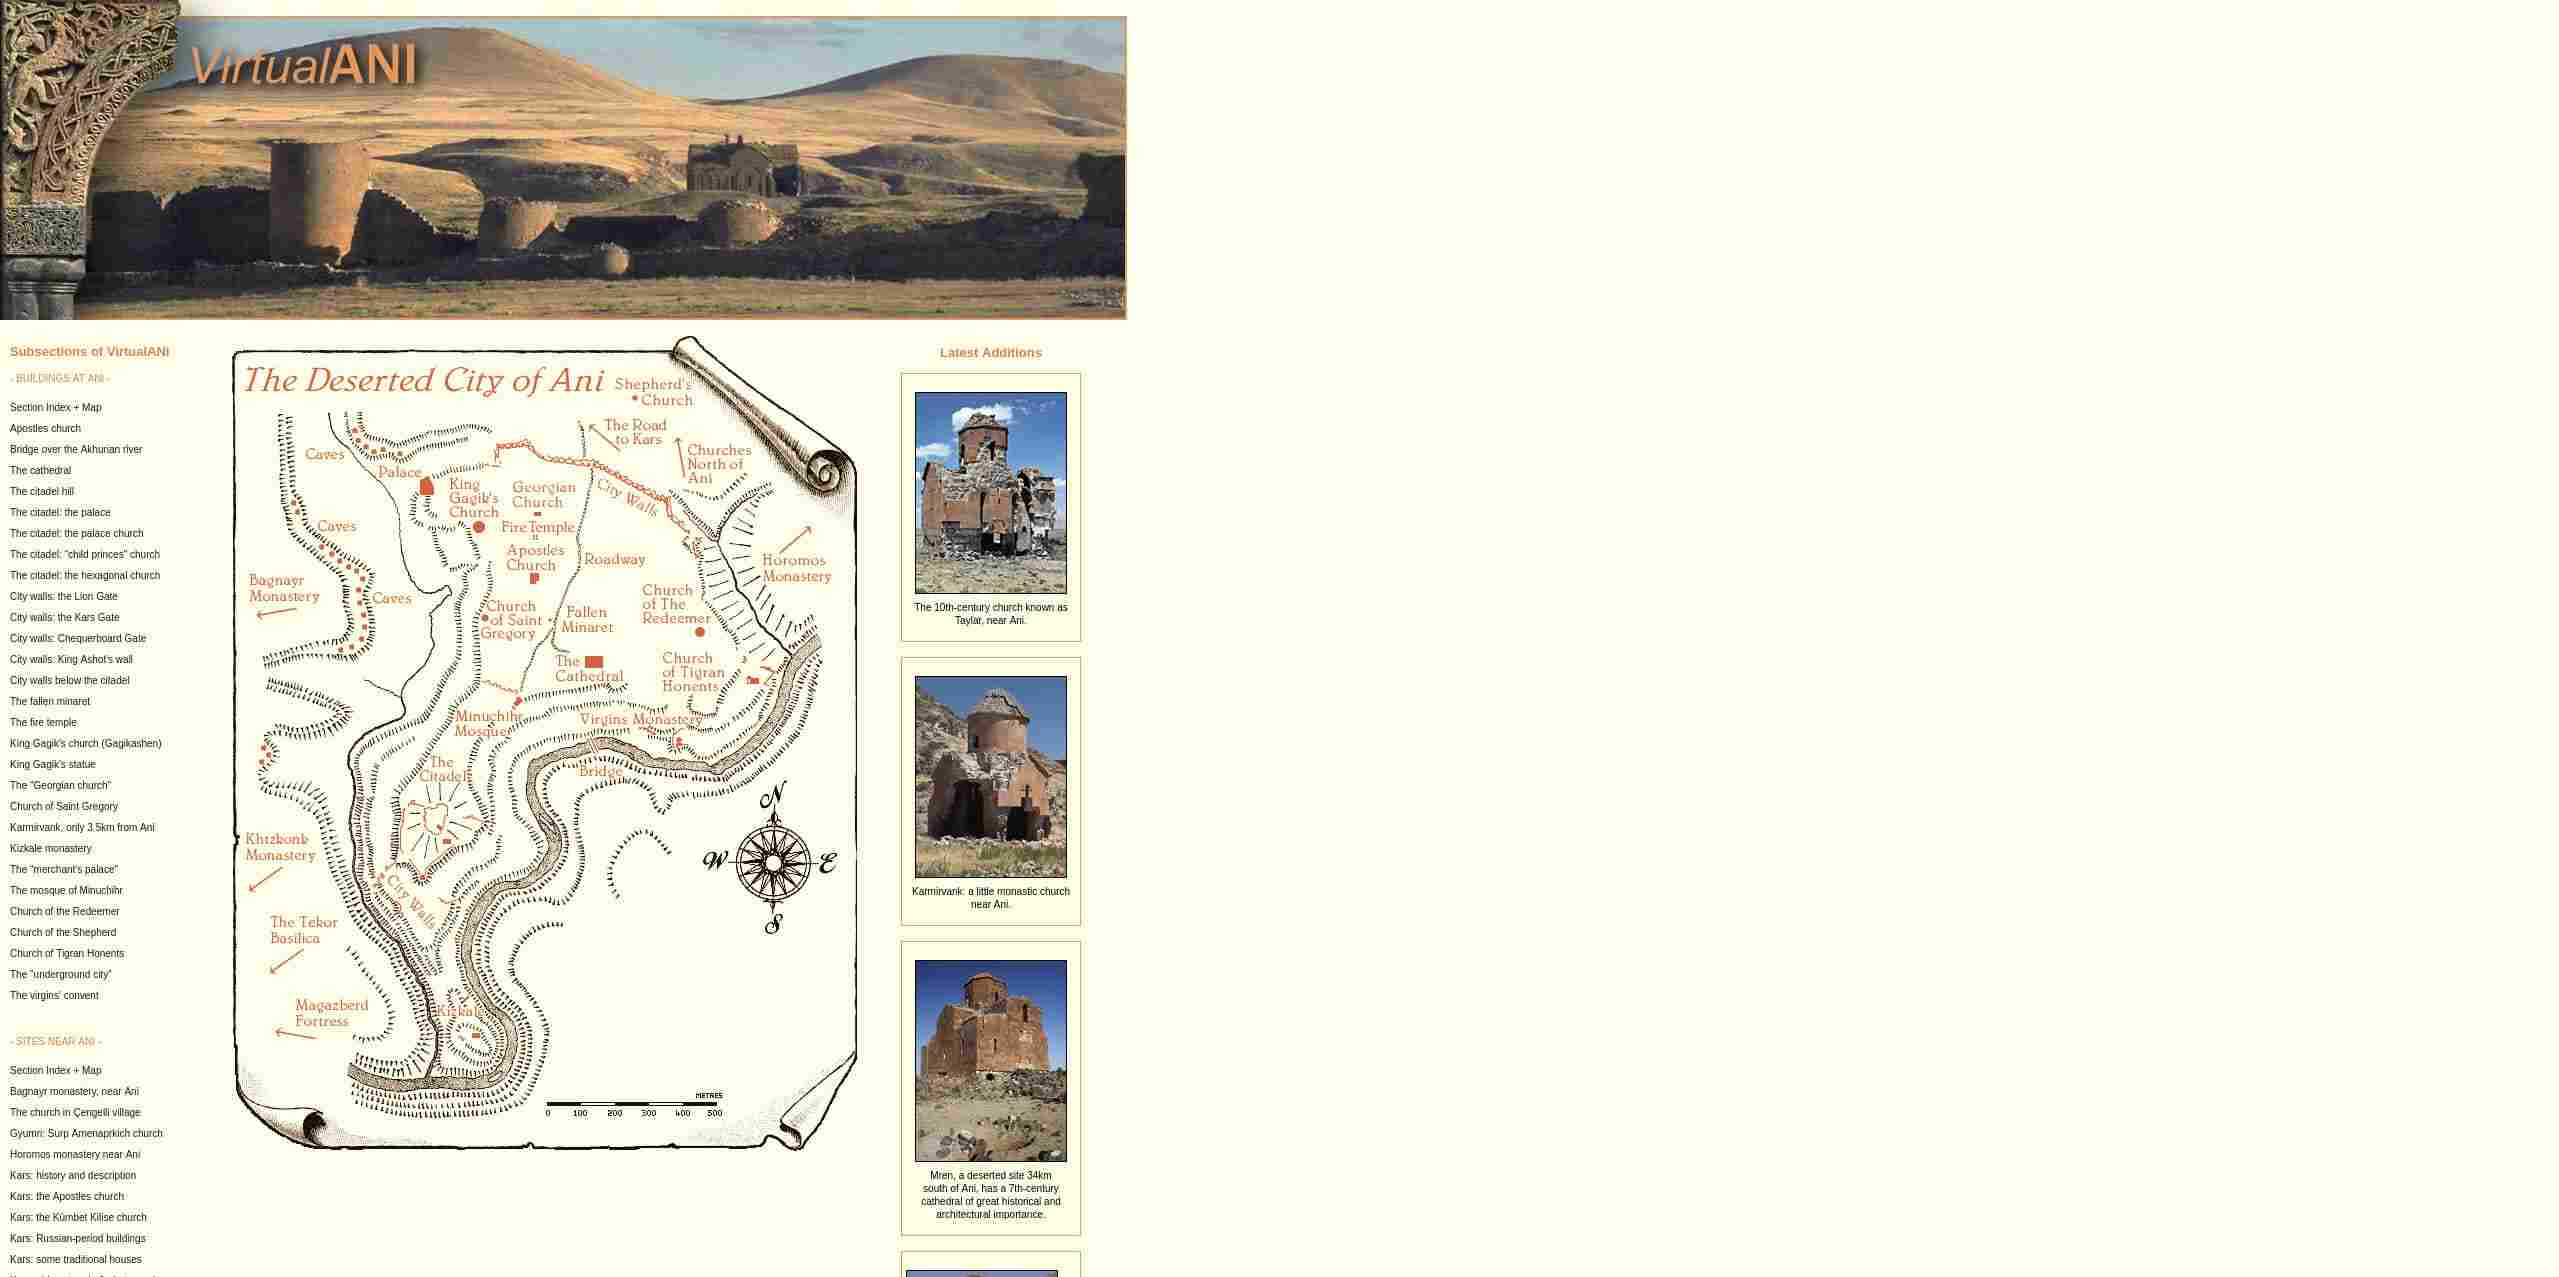 VirtualANI
Subsections of VirtualANI
- BUILDINGS AT ANI -
Section Index + Map
Apostles church
Bridge over the Akhurian river
The cathedral
The citadel hill
The citadel: the palace
The citadel: the palace church
The citadel: "child princes" church
The citadel: the hexagonal church
City walls: the Lion Gate
City walls: the Kars Gate
City walls: Chequerboard Gate
City walls: King Ashot's wall
City walls below the citadel
The fallen minaret
The fire temple
King Gagik's church (Gagikashen)
King Gagik's statue
The "Georgian church"
Church of Saint Gregory
Karmirvank, only 3.5km from Ani
Kizkale monastery
The "merchant's palace"
The mosque of Minuchihr
Church of the Redeemer
Church of the Shepherd
Church of Tigran Honents
The "underground city"
The virgins' convent
- SITES NEAR ANI -
Section Index + Map
Bagnayr monastery, near Ani
The church in Çengelli village
Gyumri: Surp Amenaprkich church
Horomos monastery near Ani
Kars: history and description
Kars: the Apostles church
Kars: the Kümbet Kilise church
Kars: Russian-period buildings
Kars: some traditional houses
The Deserted City of Ani
Shepherd's
Church
The Road
to Kars
Churches
North of
Ani
Caves
Palace
King
Gagik's
Church
Georgian
Church
City Walls
Fire Temple
Caves
Apostles
Church
Roadway
Horomos
Monastery
Bagnayr
Monastery
Caves
Church
of The
Redeemer
Church
of Saint
Gregory
Fallen
Minaret
The
Cathedral
Church
of Tigran
Honents
Minuchihr
Mosque
Virgins Monastery
The
Citadel
Bridge
N
W
E
S
Khtzkonk
Monastery
City Walls
The Tekor
Basilica
Magazberd
Fortress
Kizkale
METRES
0 100 200 300 400 500
Latest Additions
The 10th-century church known as
Taylar, near Ani.
Karmirvank: a little monastic church
near Ani.
Mren, a deserted site 34km
south of Ani, has a 7th-century
cathedral of great historical and
architectural importance.